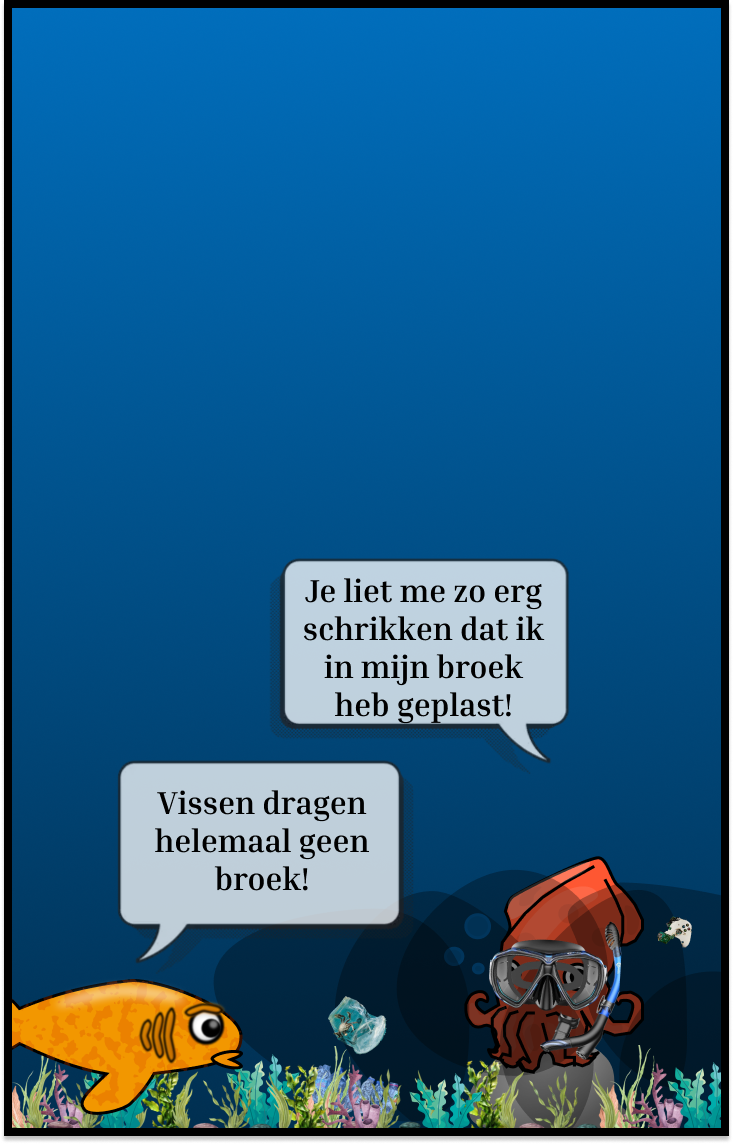 Je liet me zo erg
schrikken dat ik
in mijn broek
heb geplast!
Vissen dragen
helemaal geen
broek!